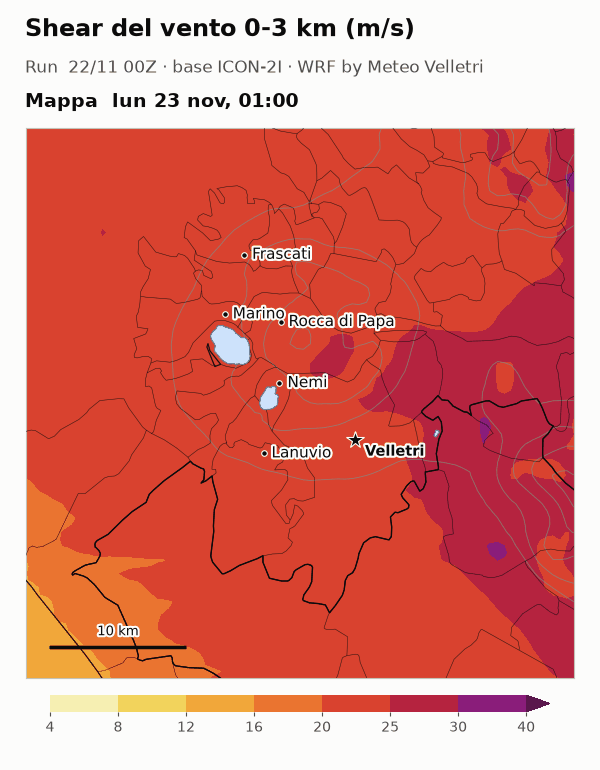 Shear del vento 0-3 km (m/s)
Run  22/11 00Z · base ICON-2I · WRF by Meteo Velletri
Mappa  lun 23 nov, 01:00
Frascati
Marino
Rocca di Papa
Nemi
Velletri
Lanuvio
10 km
4 8 12 16 20 25 30 40